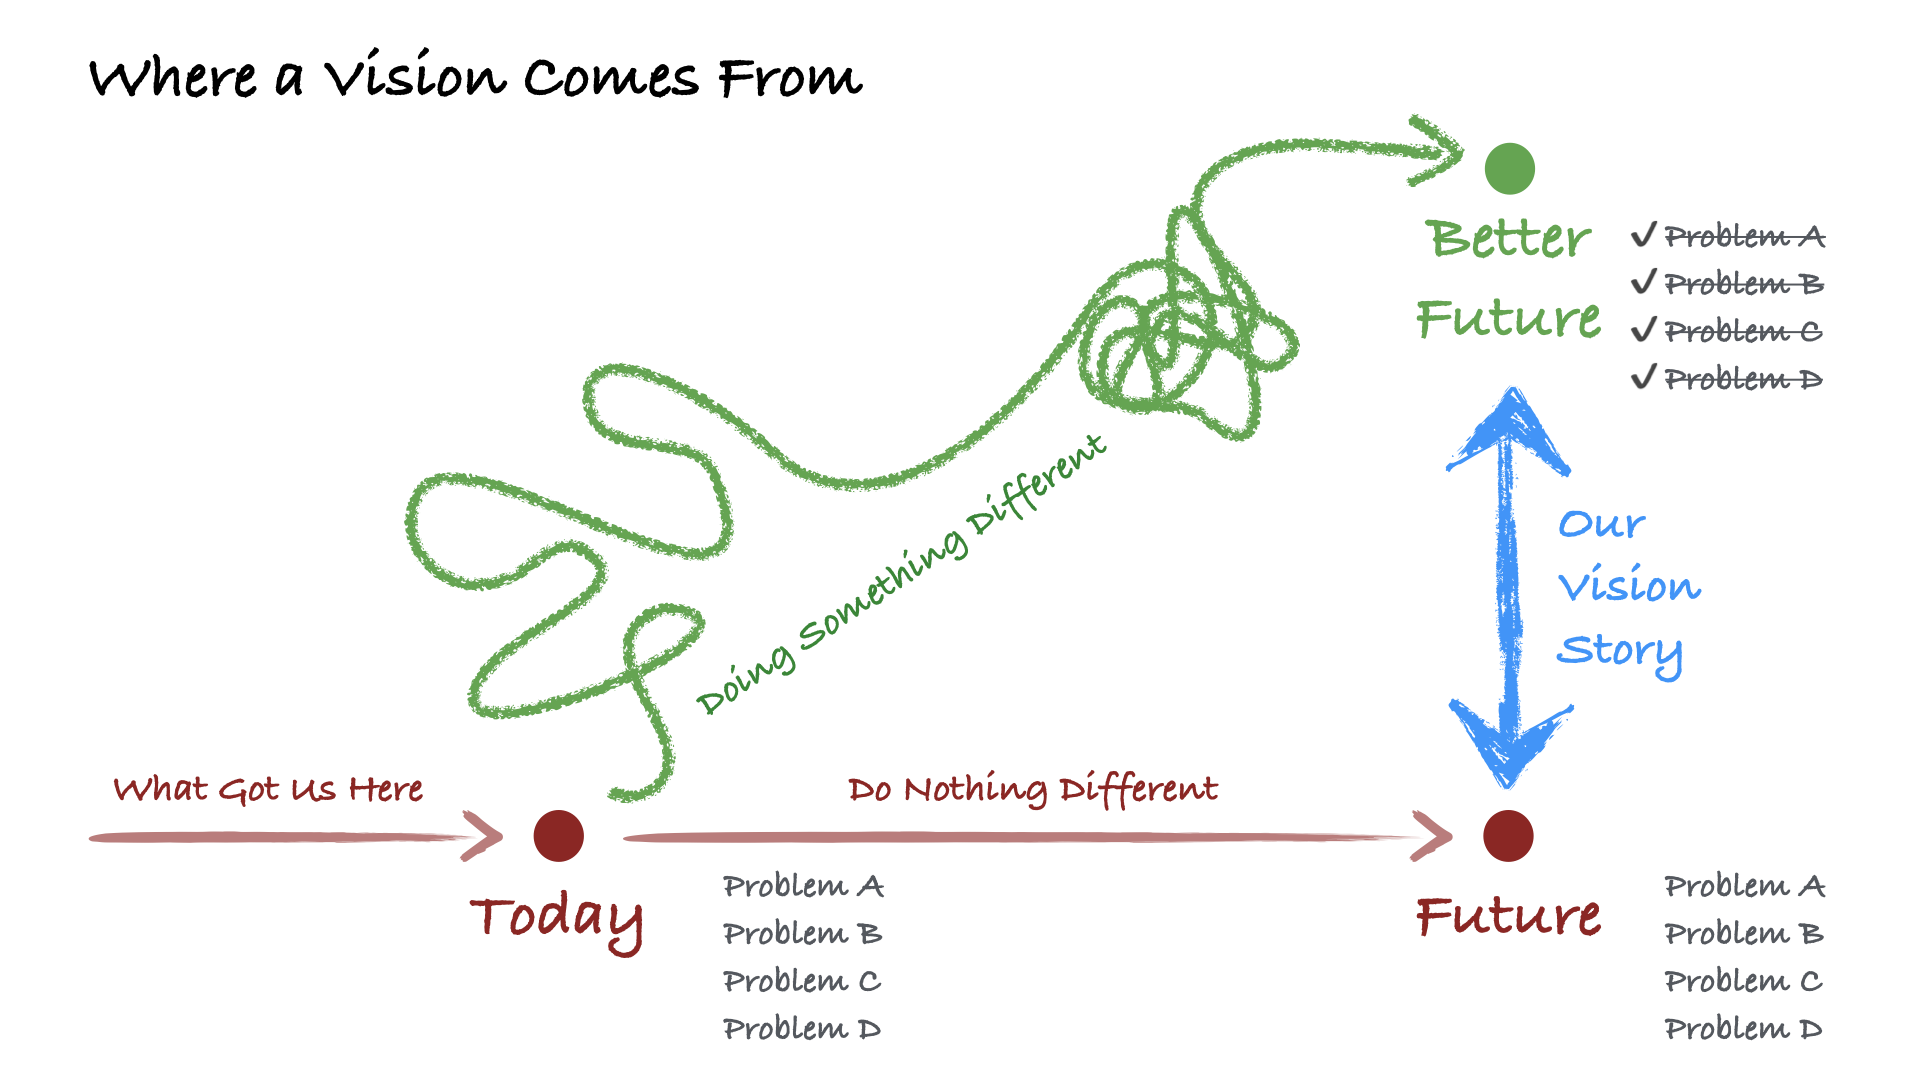 Where a Vision Comes From
Better
Future
✓ Problem A
✓ Problem B
✓ Problem C
✓ Problem D
Doing Something Different
Our
Vision
Story
What Got Us Here
Do Nothing Different
Today
Problem A
Problem B
Problem C
Problem D
Future
Problem A
Problem B
Problem C
Problem D